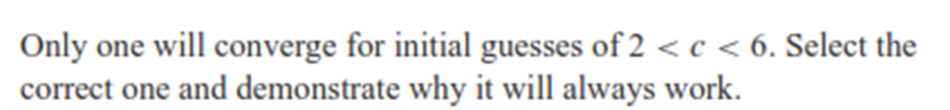 Only one will converge for initial guesses of 2 < c < 6. Select the
correct one and demonstrate why it will always work.